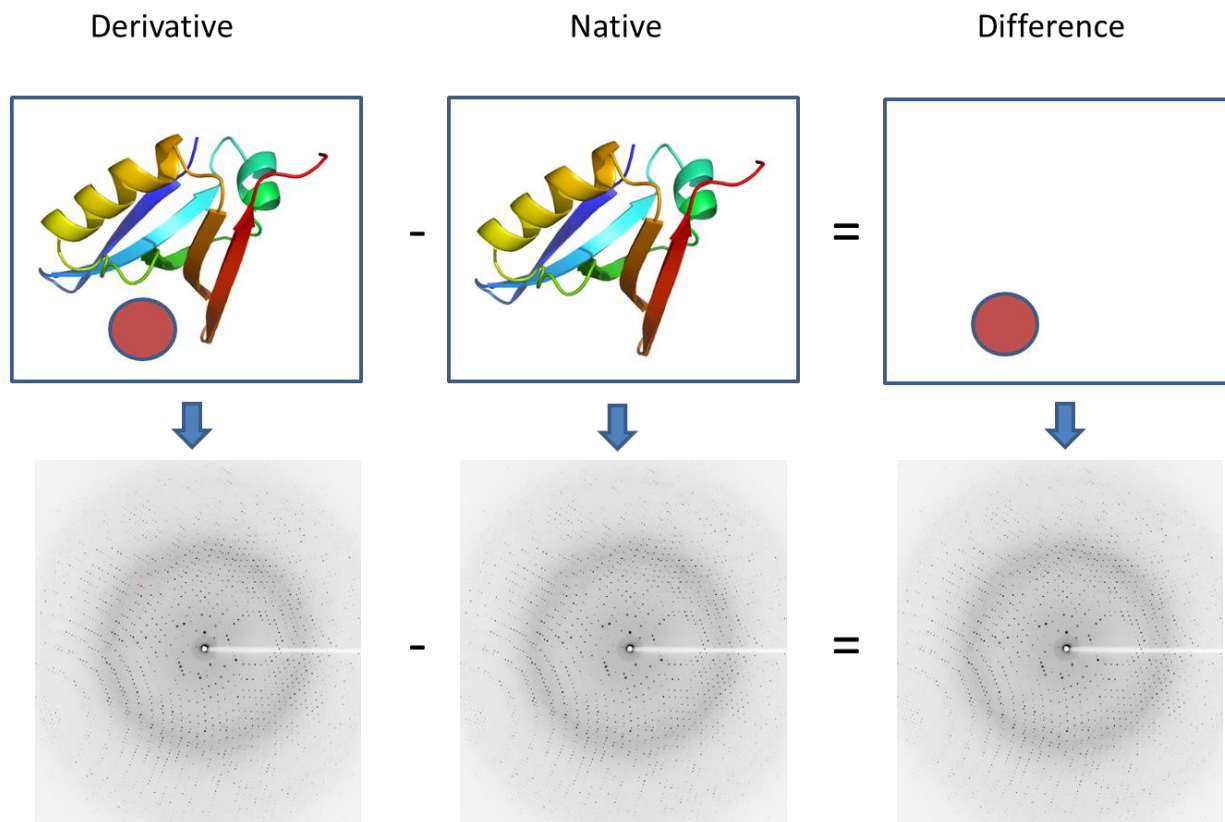 Derivative Native Difference
- =
- =